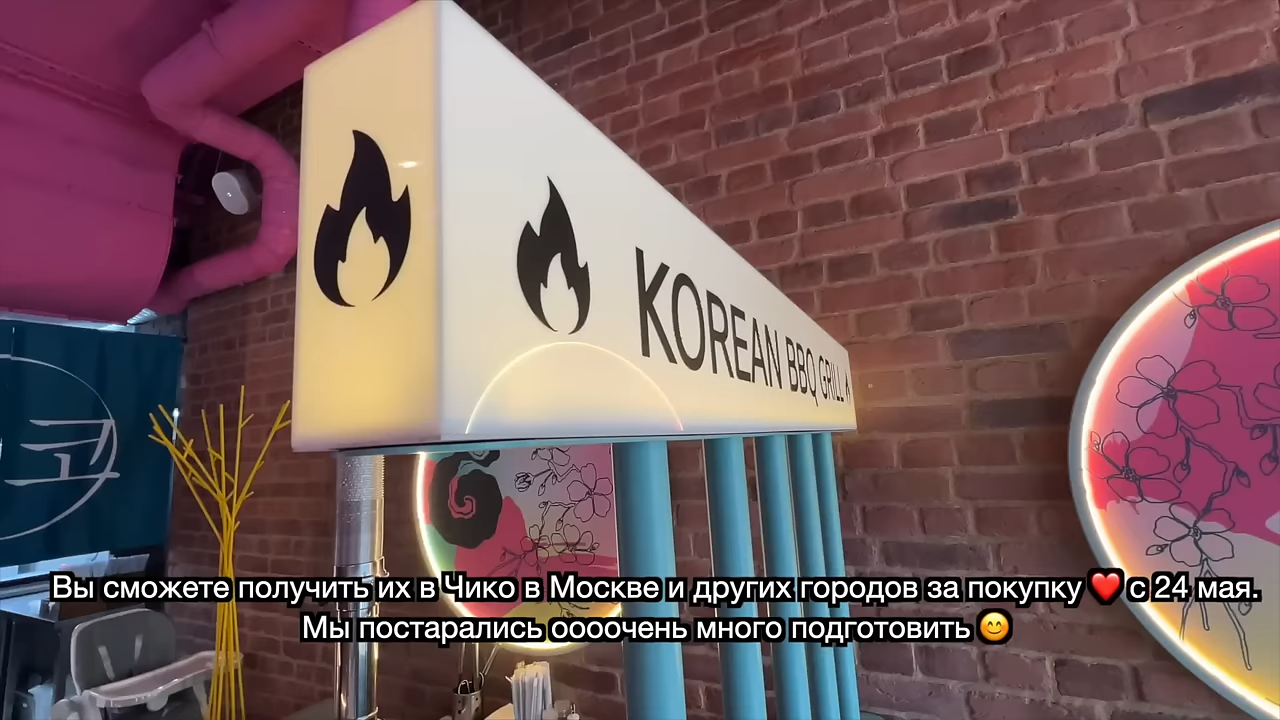 KOREAN BBQ GRILL
코
Вы сможете получить их в Чико в Москве и других городов за покупку ❤️ с 24 мая.
Мы постарались оооочень много подготовить 😊